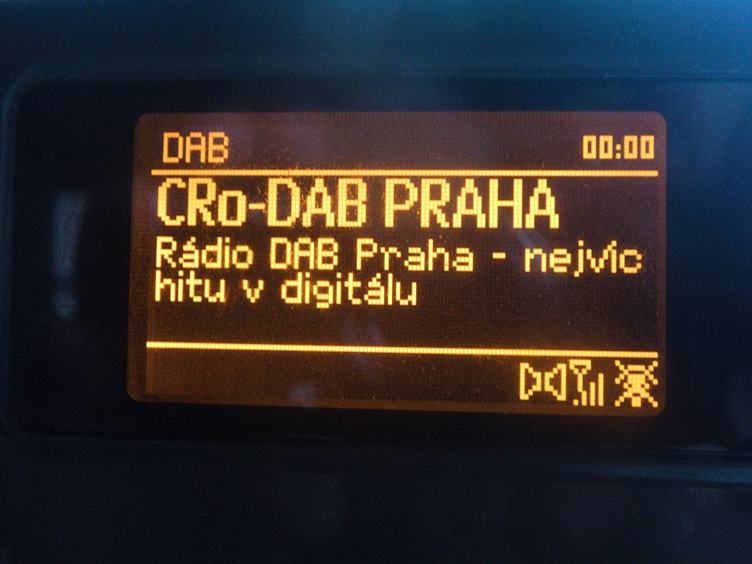 DAB 00:00
CRo-DAB PRAHA
Rádio DAB Praha - nejvíc
hitu v digitálu